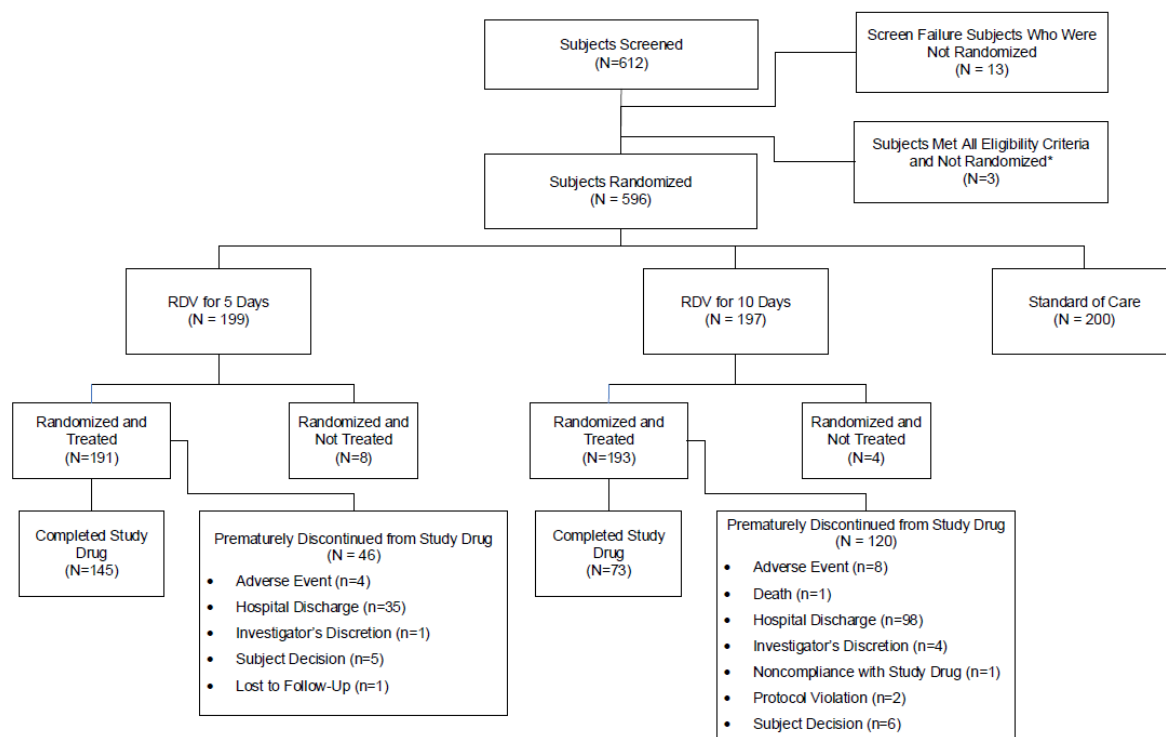 Subjects Screened
(N=612)
Screen Failure Subjects Who Were
Not Randomized
(N = 13)
Subjects Met All Eligibility Criteria
and Not Randomized*
(N=3)
Subjects Randomized
(N = 596)
RDV for 5 Days
(N = 199)
RDV for 10 Days
(N = 197)
Standard of Care
(N = 200)
Randomized and
Treated
(N=191)
Randomized and
Not Treated
(N=8)
Randomized and
Treated
(N=193)
Randomized and
Not Treated
(N=4)
Completed Study
Drug
(N=145)
Prematurely Discontinued from Study Drug
(N = 46)
• Adverse Event (n=4)
• Hospital Discharge (n=35)
• Investigator's Discretion (n=1)
• Subject Decision (n=5)
• Lost to Follow-Up (n=1)
Completed Study
Drug
(N=73)
Prematurely Discontinued from Study Drug
(N = 120)
• Adverse Event (n=8)
• Death (n=1)
• Hospital Discharge (n=98)
• Investigator's Discretion (n=4)
• Noncompliance with Study Drug (n=1)
• Protocol Violation (n=2)
• Subject Decision (n=6)